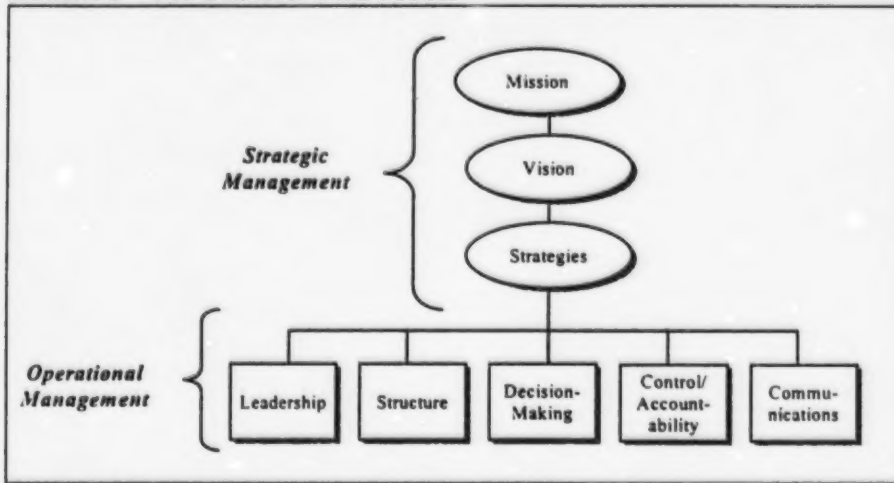 Mission
Strategic
Management
Vision
Strategies
Operational
Management
Leadership
Structure
Decision-
Making
Control/
Account-
ability
Commu-
nications